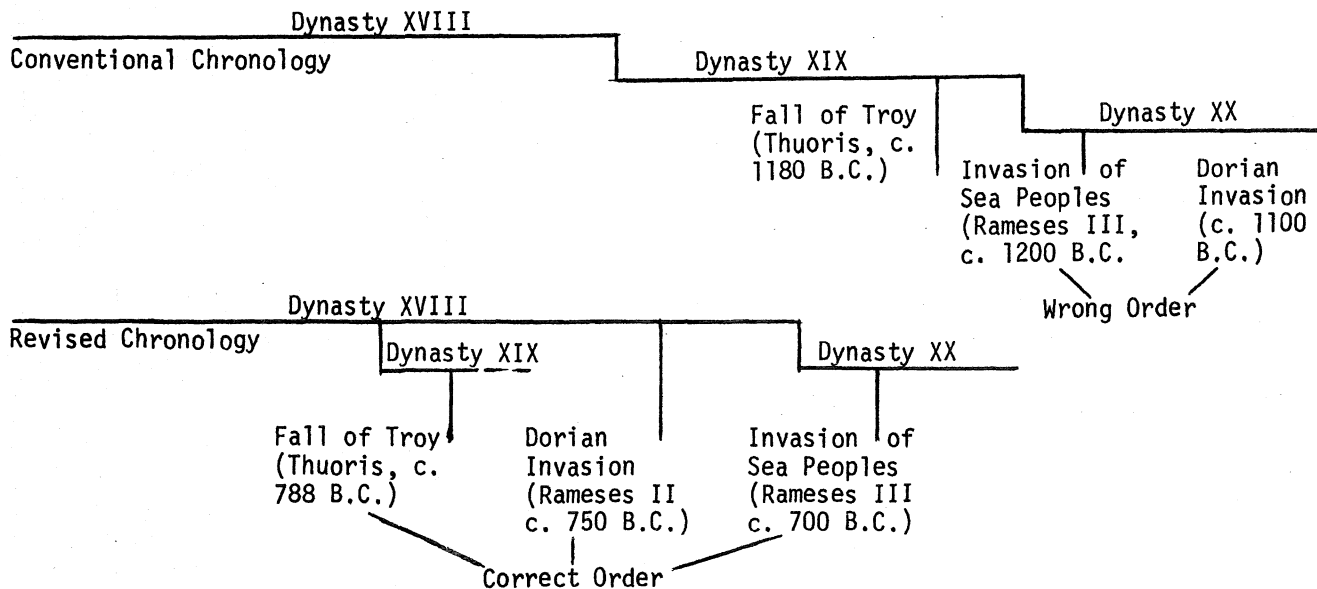 Dynasty XVIII
Conventional Chronology
Dynasty XIX
Dynasty XX
Fall of Troy
(Thuoris, c.
1180 B.C.)
Invasion of
Sea Peoples
(Rameses III,
c. 1200 B.C.
Dorian
Invasion
(c. 1100
B.C.)
Wrong Order
Dynasty XVIII
Revised Chronology
Dynasty XIX
Dynasty XX
Fall of Troy
(Thuoris, c.
788 B.C.)
Dorian
Invasion
(Rameses II
c. 750 B.C.)
Invasion of
Sea Peoples
(Rameses III
c. 700 B.C.)
Correct Order